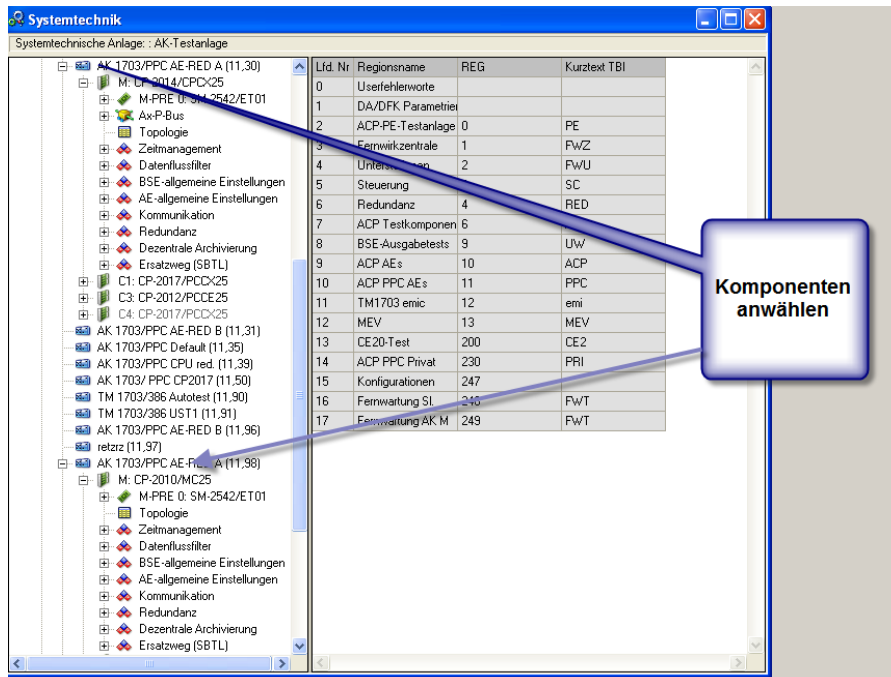 Systemtechnik
Systemtechnische Anlage: : AK-Testanlage
AK 1703/PPC AE-RED A (11,30)
M: CP-2014/CPCX25
M-PRE 0: SM-2542/ET01
Ax-P-Bus
Topologie
Zeitmanagement
Datenflussfilter
BSE-allgemeine Einstellungen
AE-allgemeine Einstellungen
Kommunikation
Redundanz
Dezentrale Archivierung
Ersatzweg (SBTL)
C1: CP-2017/PCCX25
C3: CP-2012/PCCE25
C4: CP-2017/PCCX25
AK 1703/PPC AE-RED B (11,31)
AK 1703/PPC Default (11,35)
AK 1703/PPC CPU red. (11,39)
AK 1703/ PPC CP2017 (11,50)
TM 1703/386 Autotest (11,90)
TM 1703/386 UST1 (11,91)
AK 1703/PPC AE-RED B (11,96)
retzrz (11,97)
AK 1703/PPC AE-RED A (11,98)
M: CP-2010/MC25
M-PRE 0: SM-2542/ET01
Topologie
Zeitmanagement
Datenflussfilter
BSE-allgemeine Einstellungen
AE-allgemeine Einstellungen
Kommunikation
Redundanz
Dezentrale Archivierung
Ersatzweg (SBTL)
Lfd. Nr Regionsname REG Kurztext TBI
0 Userfehlerworte
1 DA/DFK Parametrier
2 ACP-PE-Testanlage 0 PE
3 Fernwirkzentrale 1 FWZ
4 2 FWU
5 Steuerung SC
6 Redundanz 4 RED
7 ACP Testkomponen 6
8 BSE-Ausgabetests 9 UW
9 ACP AEs 10 ACP
10 ACP PPC AEs 11 PPC
11 TM1703 emic 12 emi
12 MEV 13 MEV
13 CE20-Test 200 CE2
14 ACP PPC Privat 230 PRI
15 Konfigurationen 247
16 Fernwartung SI. 248 FWT
17 Fernwartung AK M 249 FWT
Komponenten
anwählen